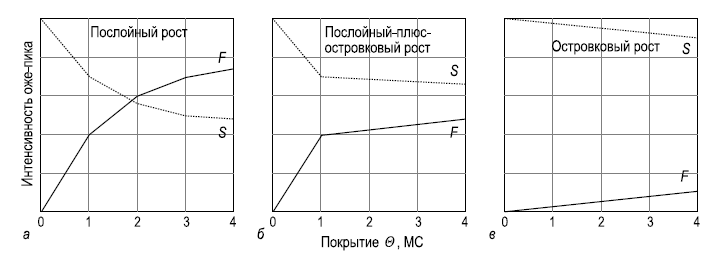 Интенсивность оже-пика
Послойный рост
F
S
0 1 2 3 4
а
Послойный-плюс-
островковый рост
S
F
0 1 2 3 4
б
Покрытие Θ, МС
Островковый рост
S
F
0 1 2 3 4
в